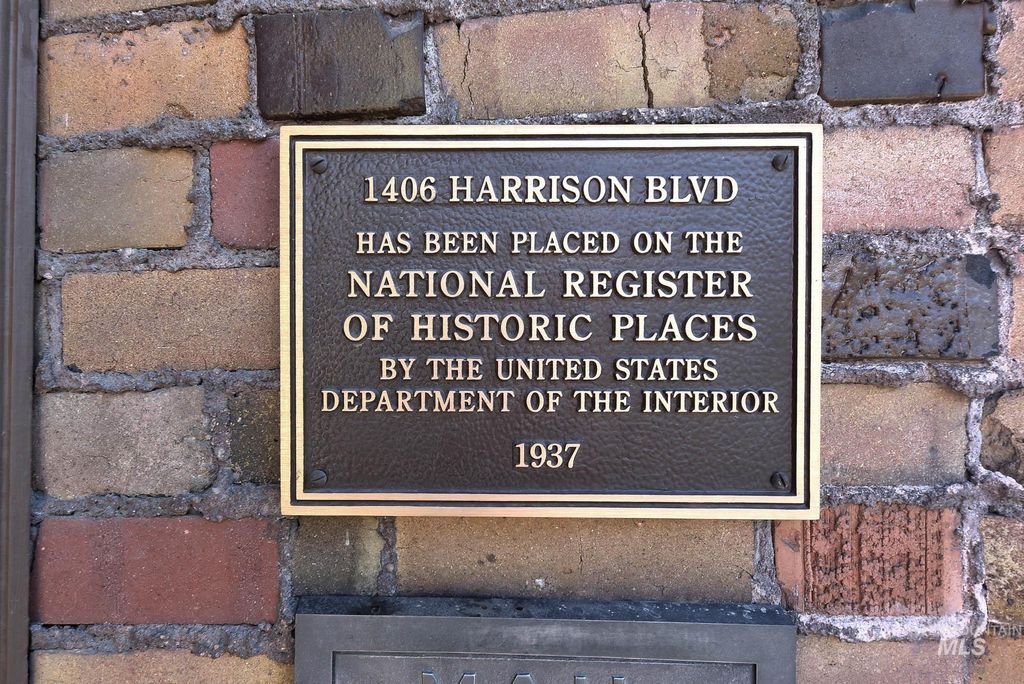 1406 HARRISON BLVD
HAS BEEN PLACED ON THE
NATIONAL REGISTER
OF HISTORIC PLACES
BY THE UNITED STATES
DEPARTMENT OF THE INTERIOR
1937
MAIL
MLS